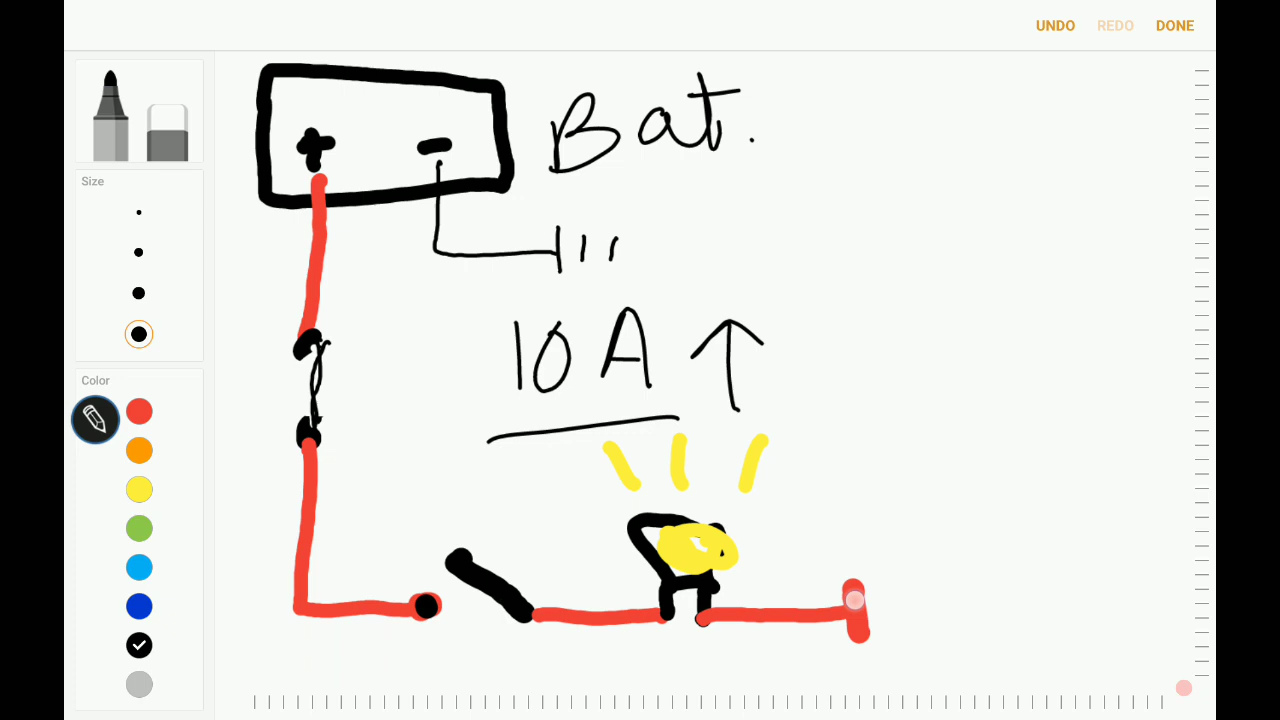 UNDO REDO DONE
Bat.
Size
10A ↑
Color